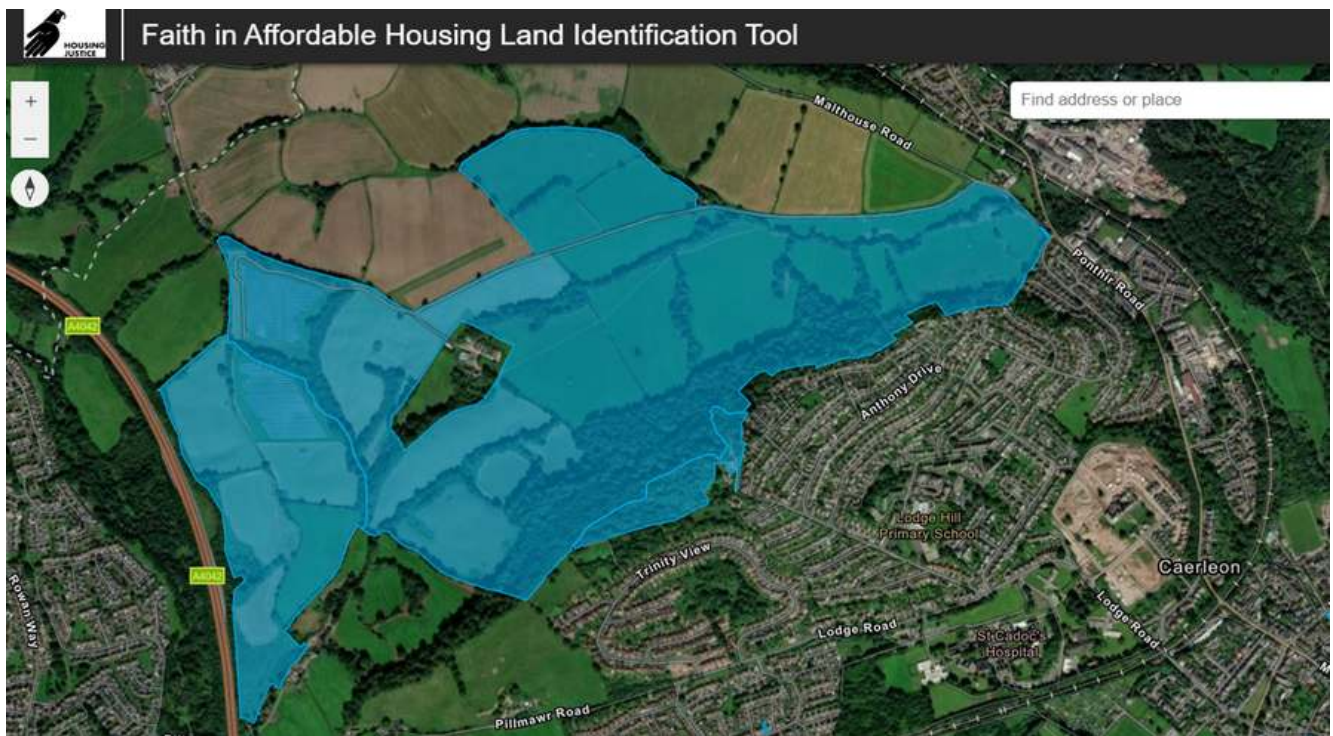 HOUSING
JUSTICE
Faith in Affordable Housing Land Identification Tool
+
−
Find address or place
Malthouse Road
Ponthir Road
A4042
Anthony Drive
Lodge Hill
Primary School
Caerleon
A4042
Trinity View
Rowan Way
Lodge Road
Lodge Road
St Cadoc's
Hospital
Pillmawr Road